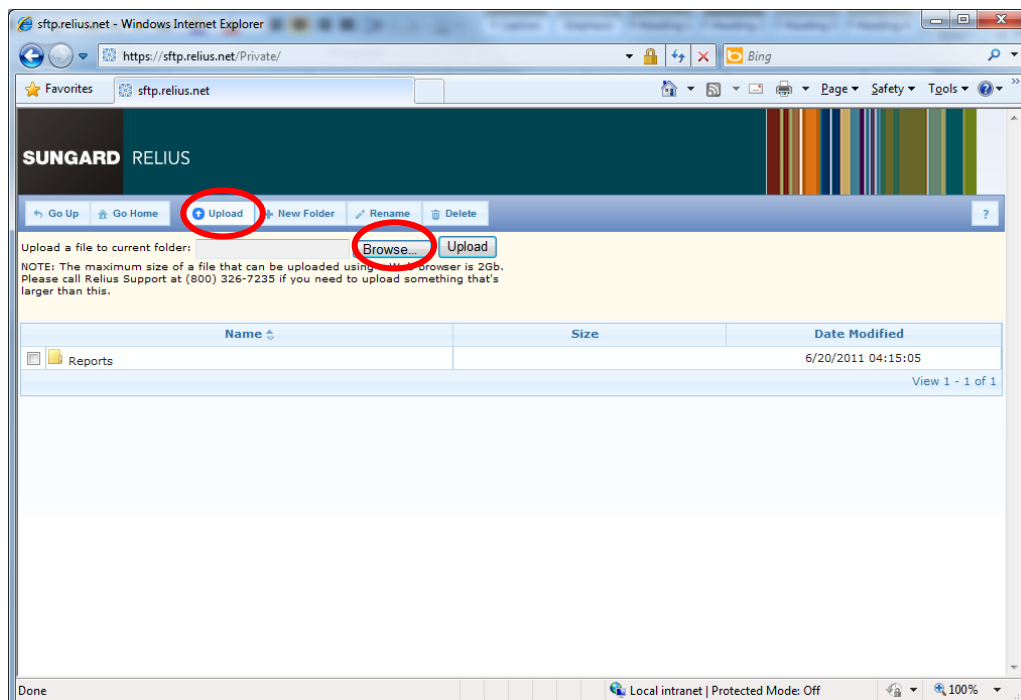 sftp.relius.net - Windows Internet Explorer
https://sftp.relius.net/Private/
Bing
Favorites
sftp.relius.net
Page
Safety
Tools
SUNGARD RELIUS
Go Up
Go Home
Upload
New Folder
Rename
Delete
?
Upload a file to current folder:
Browse...
Upload
NOTE: The maximum size of a file that can be uploaded using Web browser is 2Gb.
Please call Relius Support at (800) 326-7235 if you need to upload something that's
larger than this.
Name
Size
Date Modified
Reports
6/20/2011 04:15:05
View 1 - 1 of 1
Done
Local intranet | Protected Mode: Off
100%